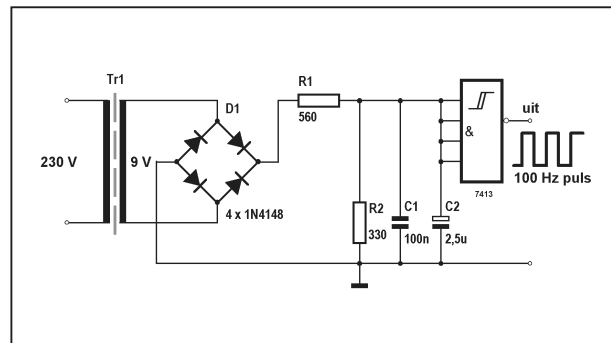 Tr1
230 V
9 V
D1
4 x 1N4148
R1
560
R2
330
C1
100n
C2
2,5u
&
7413
uit
100 Hz puls